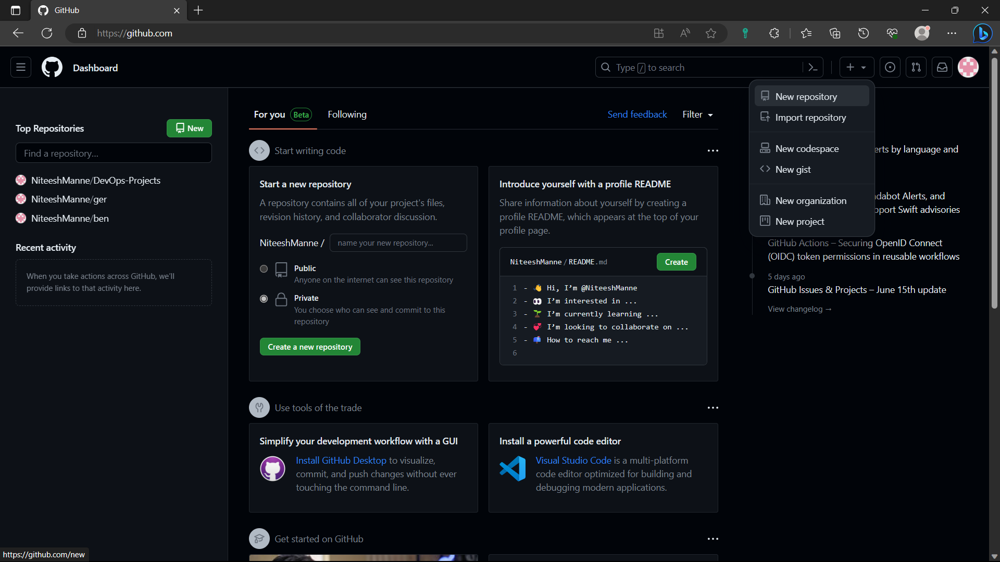 GitHub
https://github.com
Dashboard
Type / to search
New repository
Import repository
New codespace
New gist
New organization
New project
Top Repositories
New
Find a repository...
NiteeshManne/DevOps-Projects
NiteeshManne/ger
NiteeshManne/ben
Recent activity
When you take actions across GitHub, we'll
provide links to that activity here.
For you Beta Following
Send feedback Filter
Start writing code
Start a new repository
A repository contains all of your project's files,
revision history, and collaborator discussion.
NiteeshManne / name your new repository...
Public
Anyone on the internet can see this repository
Private
You choose who can see and commit to this
repository
Create a new repository
Introduce yourself with a profile README
Share information about yourself by creating a
profile README, which appears at the top of your
profile page.
NiteeshManne / README.md
Create
1 - 👋 Hi, I'm @NiteeshManne
2 - 👀 I'm interested in ...
3 - 🌱 I'm currently learning ...
4 - 💞️ I'm looking to collaborate on ...
5 - 📫 How to reach me ...
6
Use tools of the trade
Simplify your development workflow with a GUI
Install GitHub Desktop to visualize,
commit, and push changes without ever
touching the command line.
Install a powerful code editor
Visual Studio Code is a multi-platform
code editor optimized for building and
debugging modern applications.
Get started on GitHub
erts by language and
dabot Alerts, and
pport Swift advisories
GitHub Actions – Securing OpenID Connect
(OIDC) token permissions in reusable workflows
5 days ago
GitHub Issues & Projects – June 15th update
View changelog →
https://github.com/new